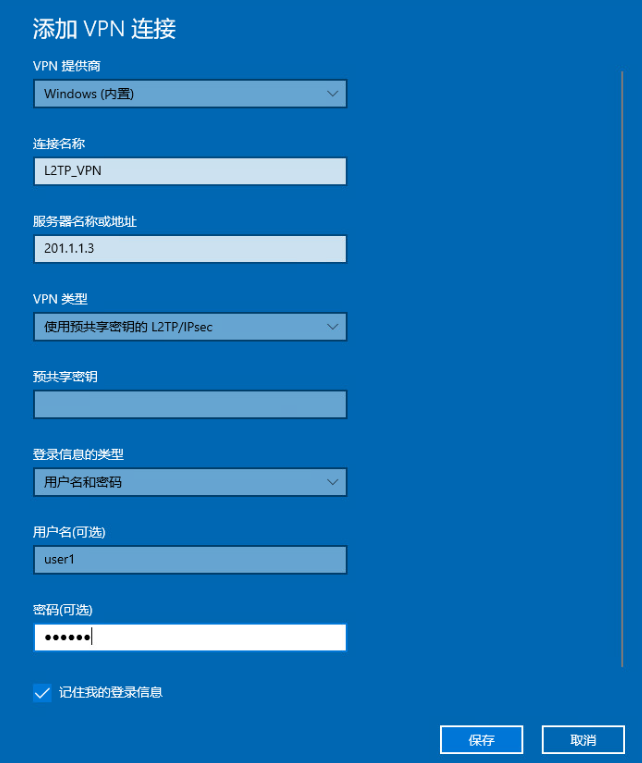 添加 VPN 连接
VPN 提供商
Windows (内置)
连接名称
L2TP_VPN
服务器名称或地址
201.1.1.3
VPN 类型
使用预共享密钥的 L2TP/IPsec
预共享密钥
登录信息的类型
用户名和密码
用户名(可选)
user1
密码(可选)
●●●●●●
记住我的登录信息
保存
取消